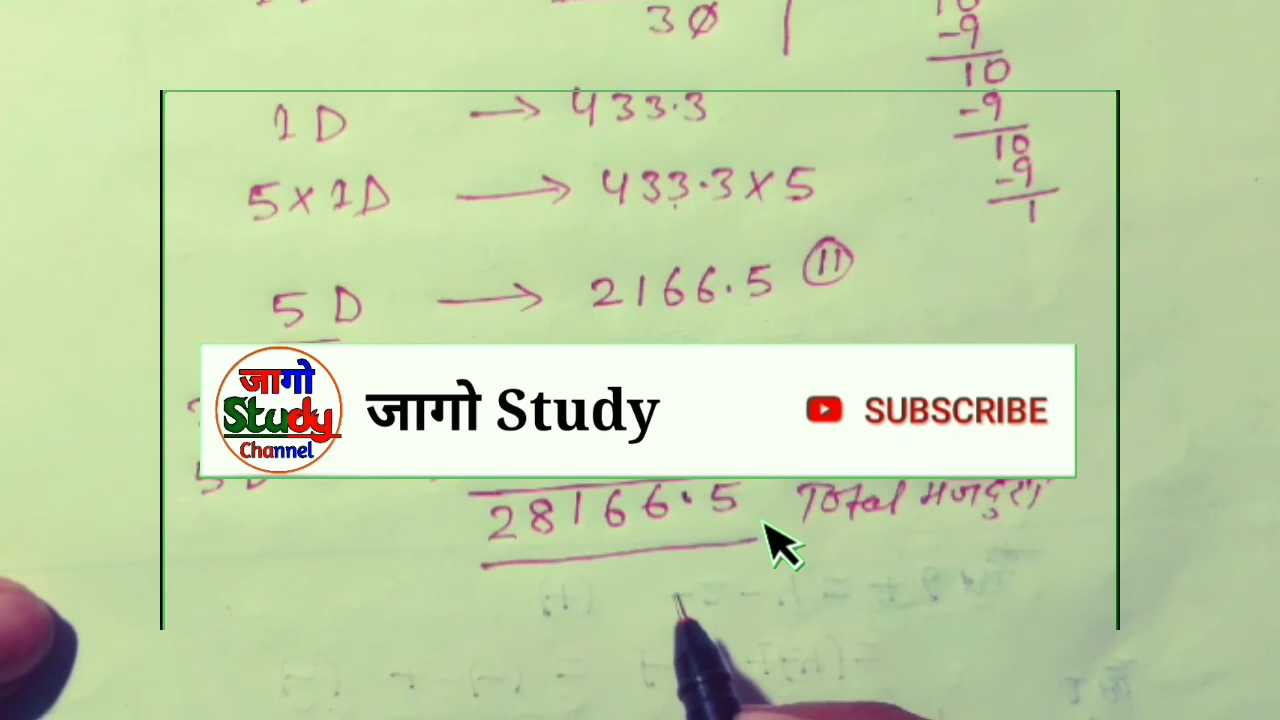 30
10
-9
10
1D → 433.3
-9
10
5×1D → 433.3×5
-9
1
5D → 2166.5 (11)
जागो Study Channel
जागो Study SUBSCRIBE
28166.5 Total मजदुरी